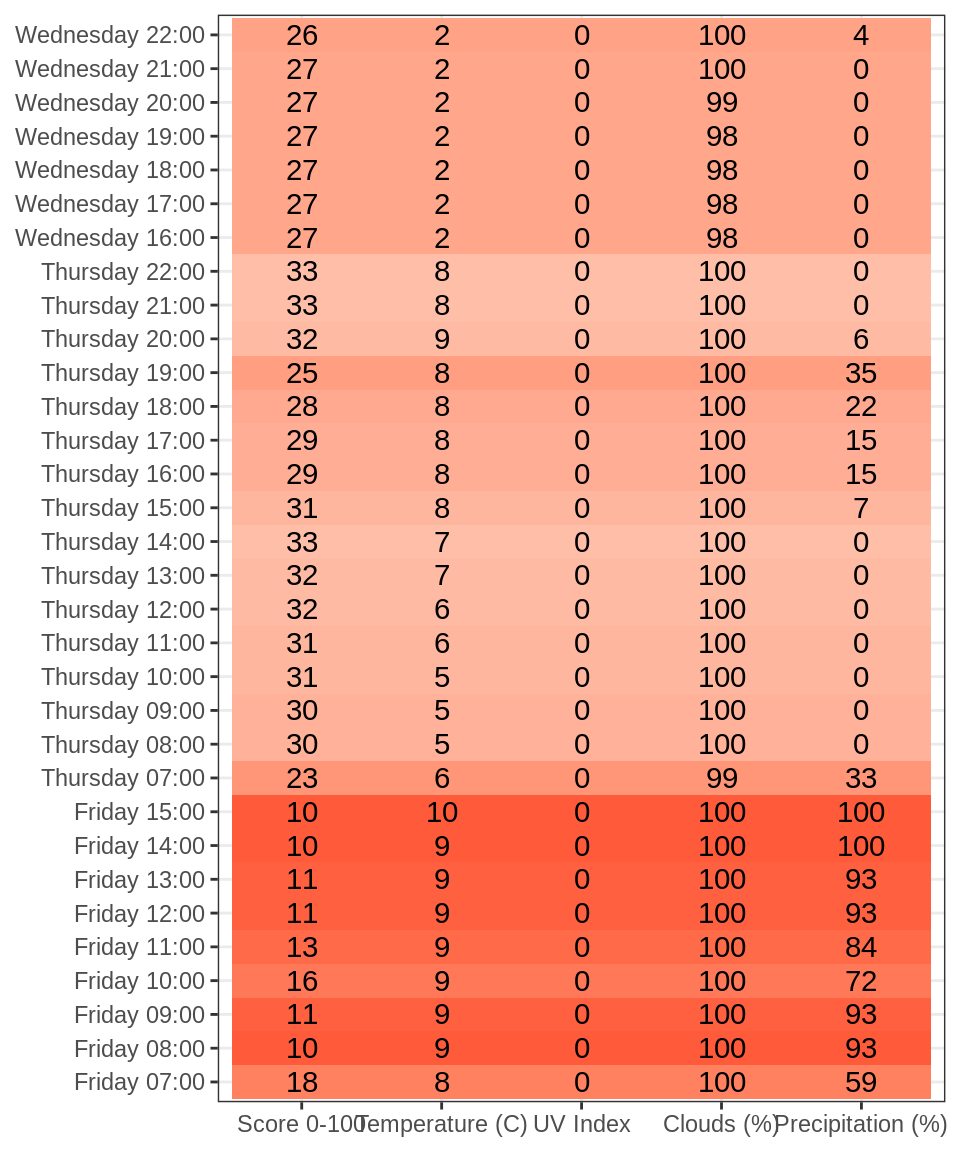 Wednesday 22:00 26 2 0 100 4
Wednesday 21:00 27 2 0 100 0
Wednesday 20:00 27 2 0 99 0
Wednesday 19:00 27 2 0 98 0
Wednesday 18:00 27 2 0 98 0
Wednesday 17:00 27 2 0 98 0
Wednesday 16:00 27 2 0 98 0
Thursday 22:00 33 8 0 100 0
Thursday 21:00 33 8 0 100 0
Thursday 20:00 32 9 0 100 6
Thursday 19:00 25 8 0 100 35
Thursday 18:00 28 8 0 100 22
Thursday 17:00 29 8 0 100 15
Thursday 16:00 29 8 0 100 15
Thursday 15:00 31 8 0 100 7
Thursday 14:00 33 7 0 100 0
Thursday 13:00 32 7 0 100 0
Thursday 12:00 32 6 0 100 0
Thursday 11:00 31 6 0 100 0
Thursday 10:00 31 5 0 100 0
Thursday 09:00 30 5 0 100 0
Thursday 08:00 30 5 0 100 0
Thursday 07:00 23 6 0 99 33
Friday 15:00 10 10 0 100 100
Friday 14:00 10 9 0 100 100
Friday 13:00 11 9 0 100 93
Friday 12:00 11 9 0 100 93
Friday 11:00 13 9 0 100 84
Friday 10:00 16 9 0 100 72
Friday 09:00 11 9 0 100 93
Friday 08:00 10 9 0 100 93
Friday 07:00 18 8 0 100 59
Score 0-100 Temperature (C) UV Index Clouds (%) Precipitation (%)